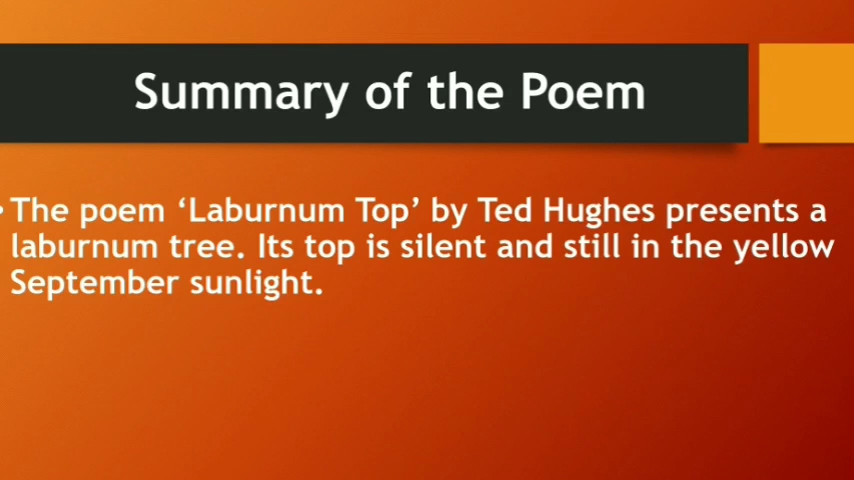 Summary of the Poem
• The poem ‘Laburnum Top’ by Ted Hughes presents a
laburnum tree. Its top is silent and still in the yellow
September sunlight.